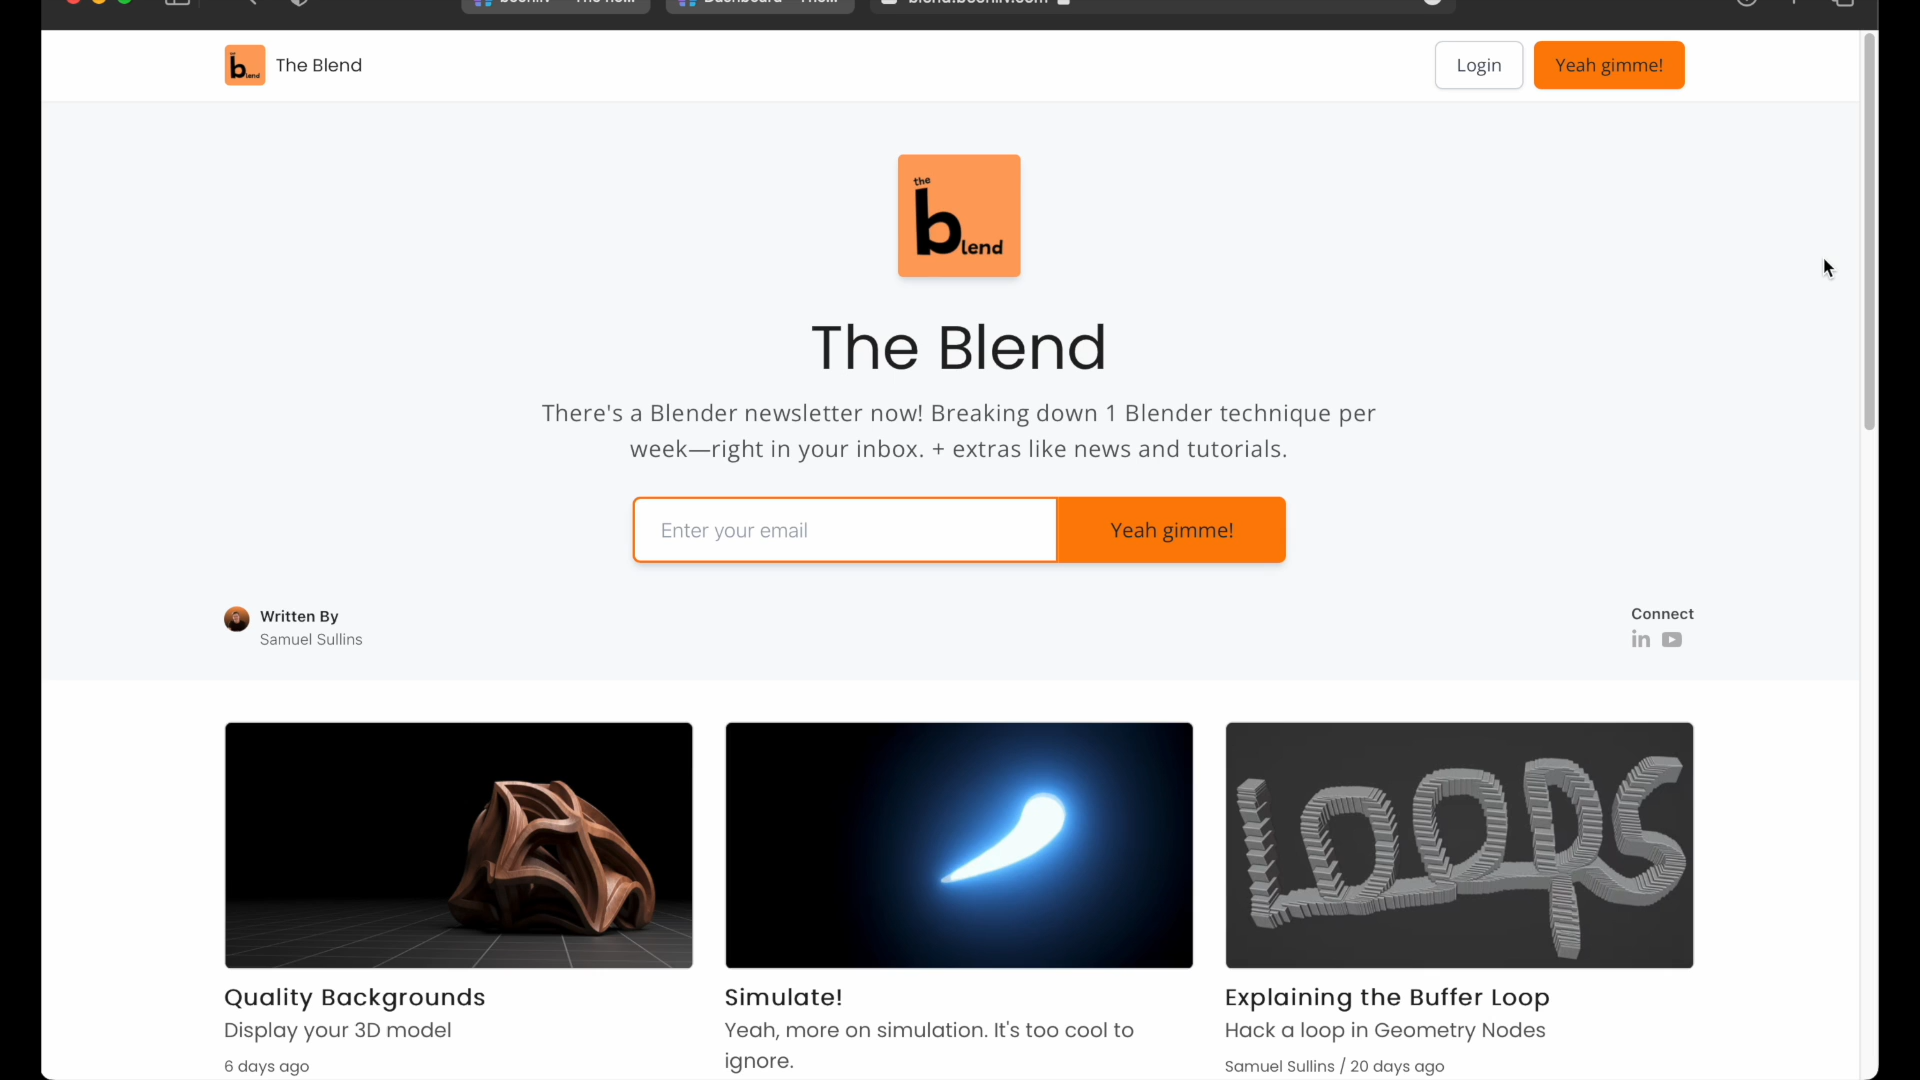 The Blend
Login
Yeah gimme!
the
blend
The Blend
There's a Blender newsletter now! Breaking down 1 Blender technique per
week—right in your inbox. + extras like news and tutorials.
Enter your email
Yeah gimme!
Written By
Samuel Sullins
Connect
in
LOOPS
Quality Backgrounds
Display your 3D model
6 days ago
Simulate!
Yeah, more on simulation. It's too cool to
ignore.
Explaining the Buffer Loop
Hack a loop in Geometry Nodes
Samuel Sullins / 20 days ago